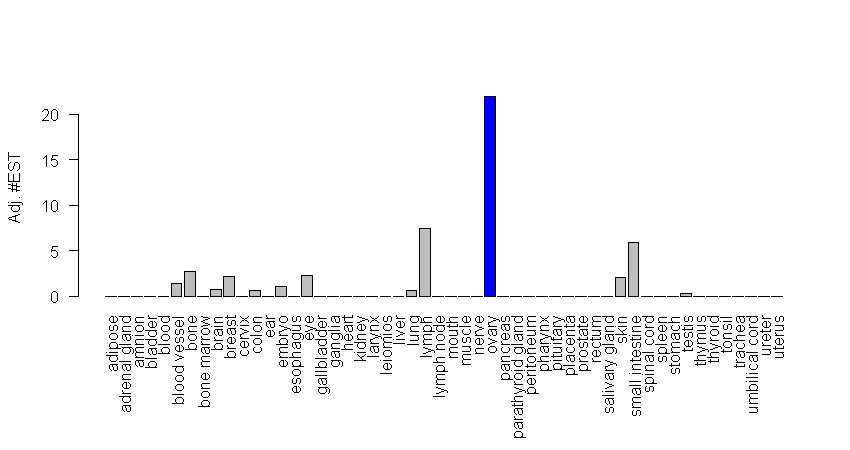 Adj. #EST
20
15
10
5
0
adipose
adrenal gland
amnion
bladder
blood
blood vessel
bone
bone marrow
brain
breast
cervix
colon
ear
embryo
esophagus
eye
gallbladder
ganglia
heart
kidney
larynx
leiomios
liver
lung
lymph
lymph node
mouth
muscle
nerve
ovary
pancreas
parathyroid gland
peritoneum
pharynx
pituitary
placenta
prostate
rectum
salivary gland
skin
small intestine
spinal cord
spleen
stomach
testis
thymus
thyroid
tonsil
trachea
umbilical cord
ureter
uterus